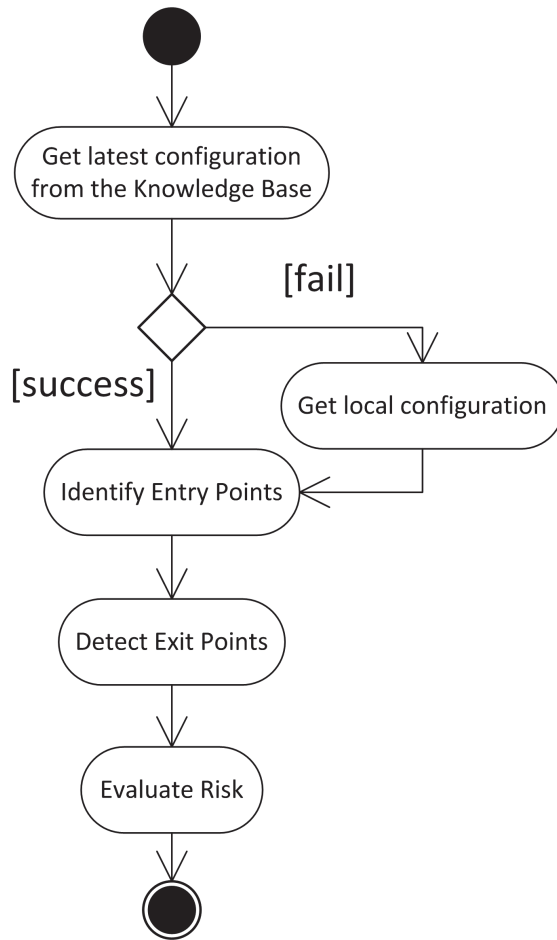 Get latest configuration
from the Knowledge Base
[fail]
[success]
Get local configuration
Identify Entry Points
Detect Exit Points
Evaluate Risk